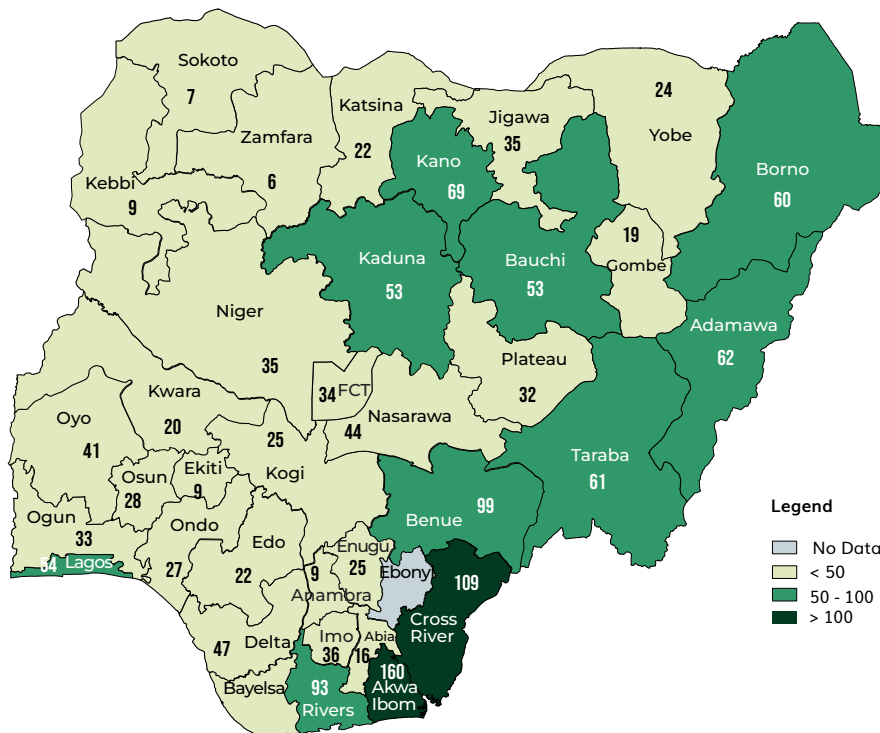 Sokoto
7
Katsina
22
Zamfara
6
Kebbi
9
Kano
69
Jigawa
35
24
Yobe
Borno
60
Kaduna
53
Bauchi
53
19
Gombe
Adamawa
62
Niger
35
Plateau
32
34 FCT
Nasarawa
44
Kwara
20
Oyo
41
25
Kogi
Taraba
61
Osun
28
Ekiti
9
Ogun
33
54 Lagos
Ondo
27
Edo
22
Benue
99
Enugu
25
9
Anambra
Ebony
109
Cross
River
47
Delta
Imo
36
Abia
16
160
Akwa
Ibom
Bayelsa
93
Rivers
Legend
No Data
< 50
50 - 100
> 100